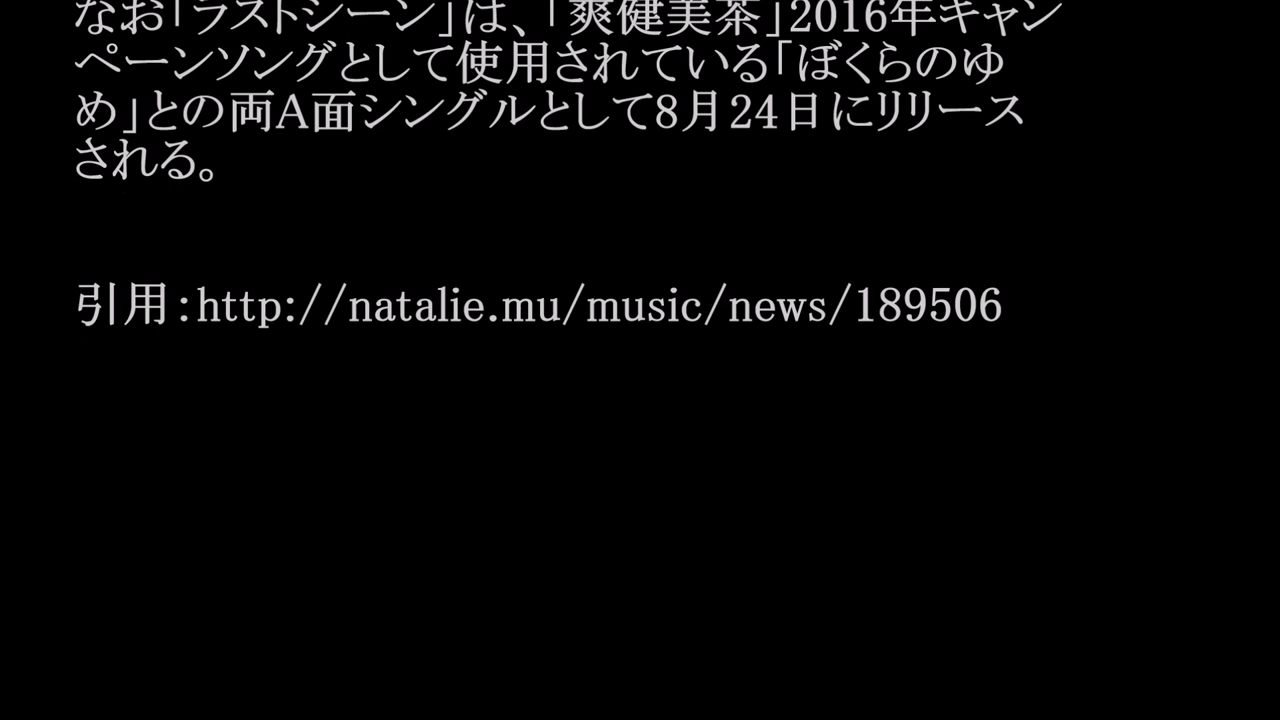 なお「ラストシーン」は、「爽健美茶」2016年キャン
ペーンソングとして使用されている「ぼくらのゆ
め」との両A面シングルとして8月24日にリリース
される。
引用：http://natalie.mu/music/news/189506